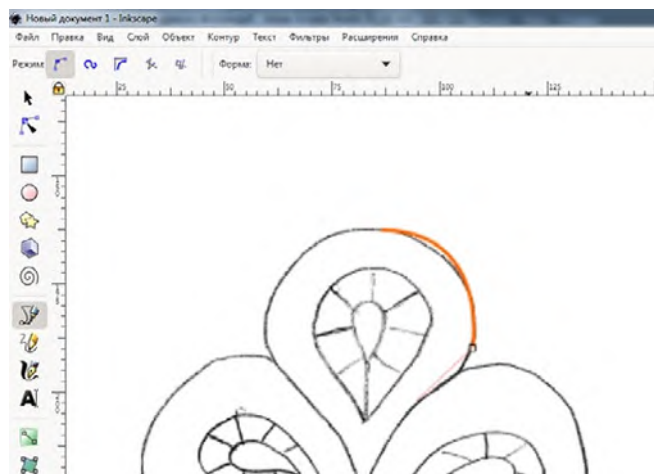 Новый документ 1 - Inkscape
Файл Правка Вид Слой Объект Контур Текст Фильтры Расширения Справка
Режим: Форма: Нет
25 50 75 100 125